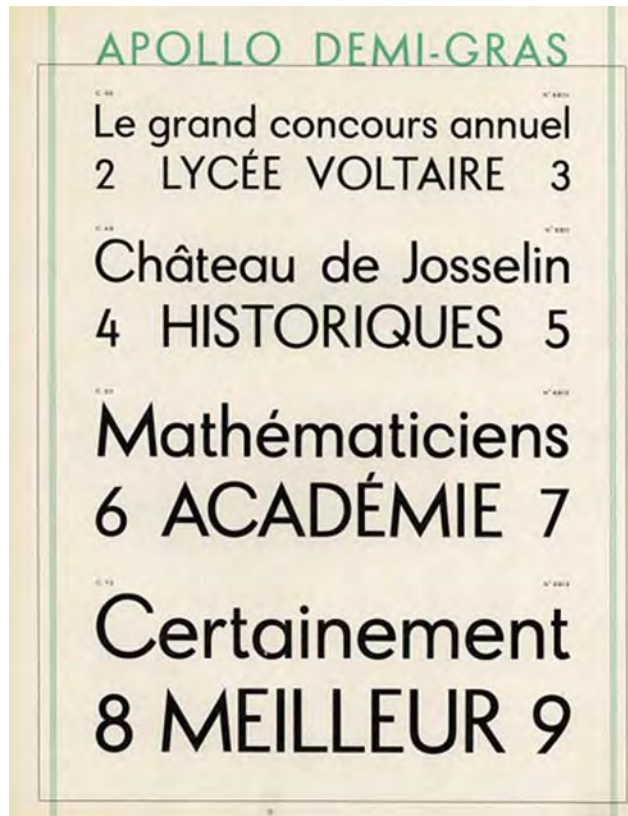 APOLLO DEMI-GRAS
Le grand concours annuel
2 LYCÉE VOLTAIRE 3
Château de Josselin
4 HISTORIQUES 5
Mathématiciens
6 ACADÉMIE 7
Certainement
8 MEILLEUR 9